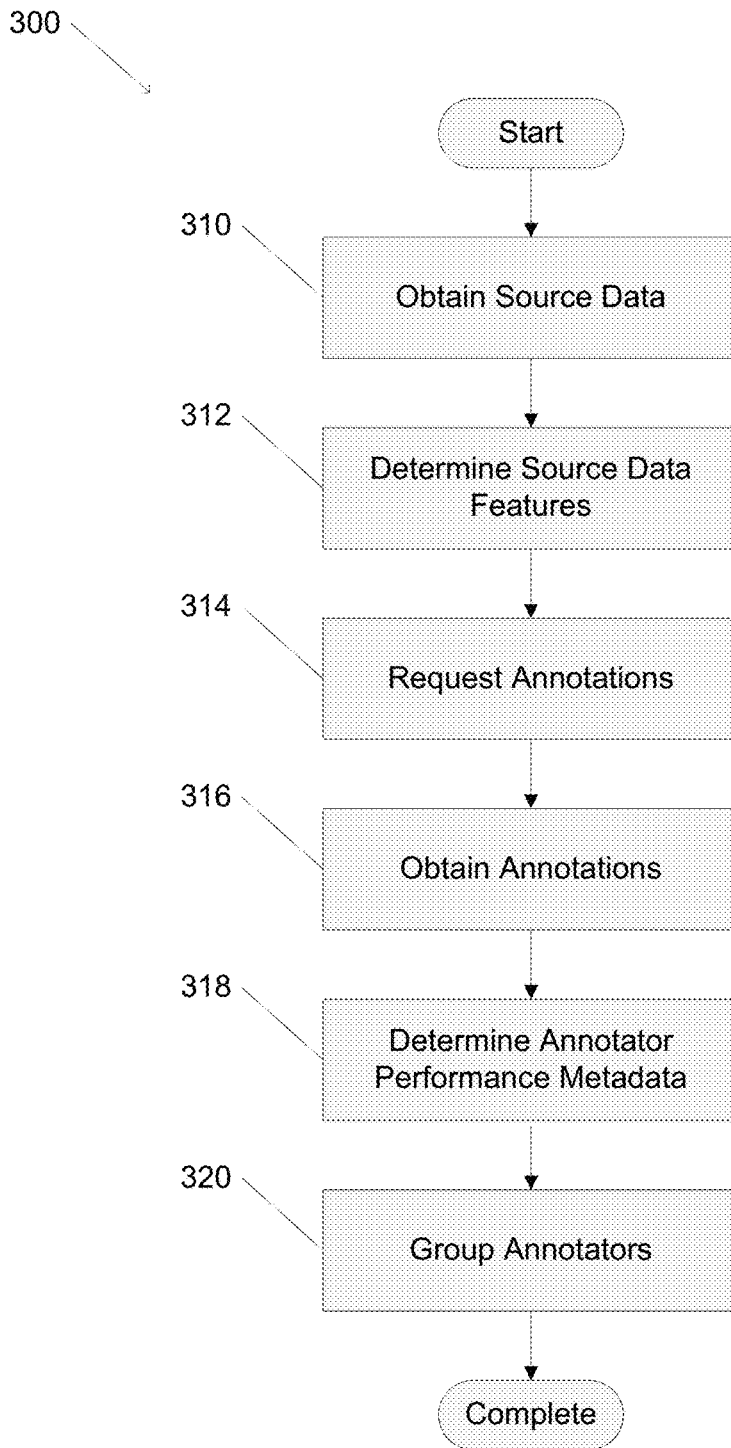 300
Start
310
Obtain Source Data
312
Determine Source Data
Features
314
Request Annotations
316
Obtain Annotations
318
Determine Annotator
Performance Metadata
320
Group Annotators
Complete